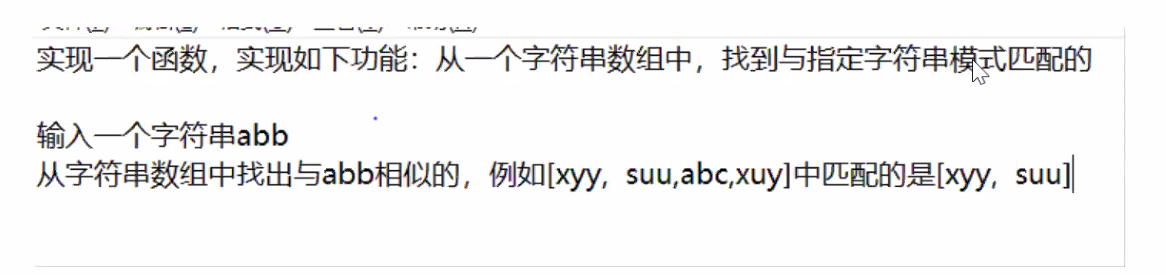 实现一个函数，实现如下功能：从一个字符串数组中，找到与指定字符串模式匹配的
输入一个字符串abb
从字符串数组中找出与abb相似的，例如[xyy，suu,abc,xuy]中匹配的是[xyy，suu]